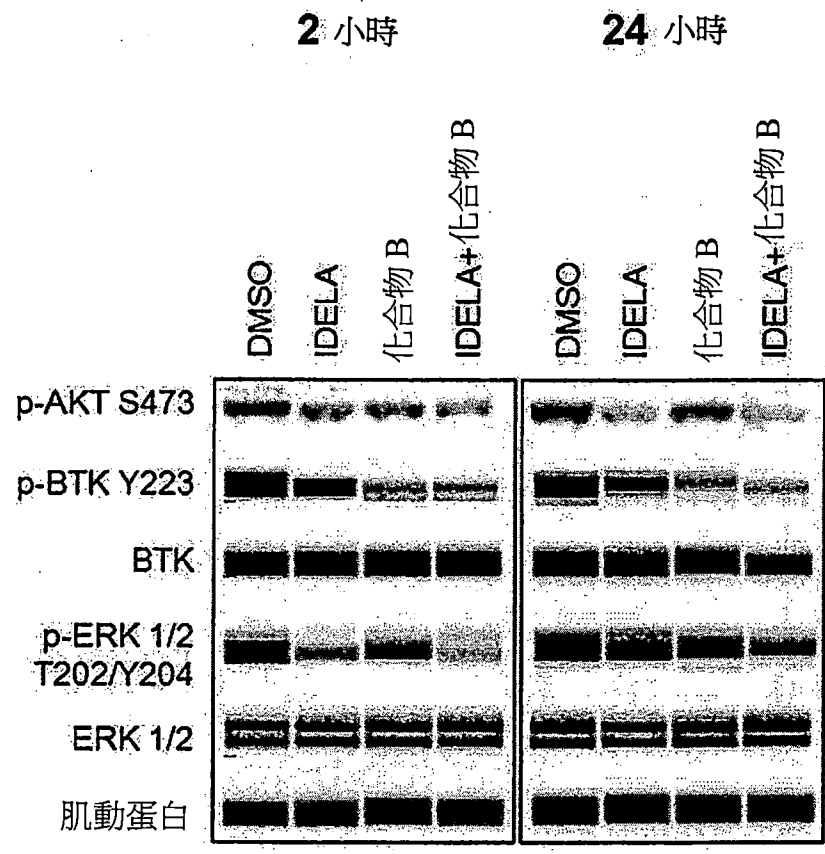 2 小時
24 小時
DMSO
IDELA
化合物 B
IDELA+化合物 B
DMSO
IDELA
化合物 B
IDELA+化合物 B
p-AKT S473
p-BTK Y223
BTK
p-ERK 1/2
T202/Y204
ERK 1/2
肌動蛋白